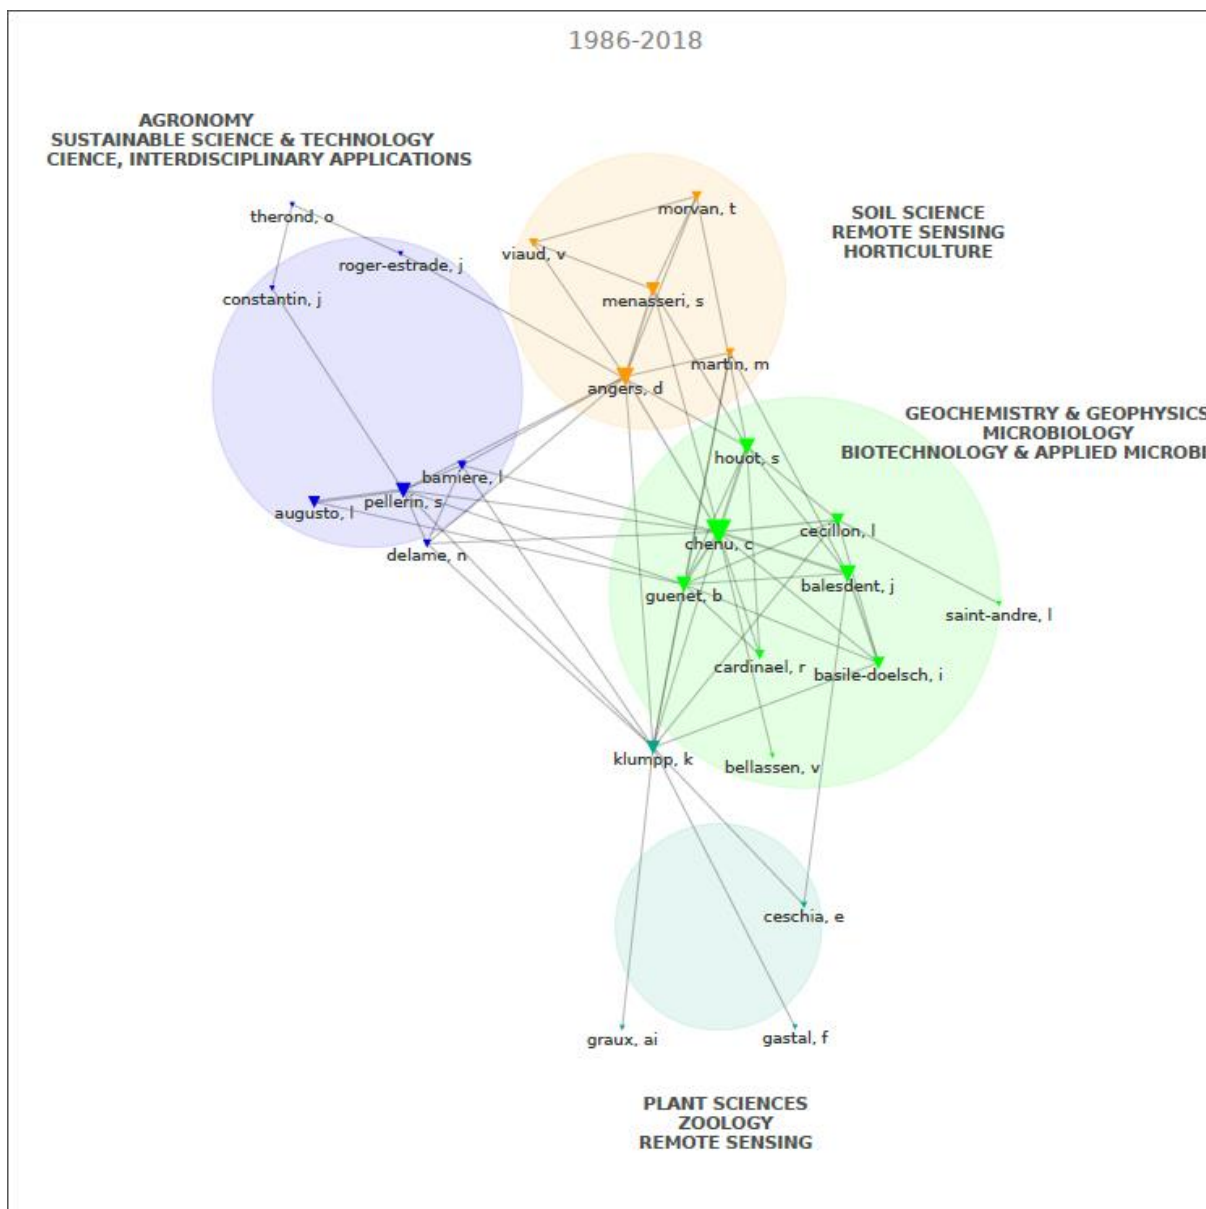 1986-2018
AGRONOMY
SUSTAINABLE SCIENCE & TECHNOLOGY
CIENCE, INTERDISCIPLINARY APPLICATIONS
therond, o
roger-estrade, j
constantin, j
morvan, t
viaud, v
menasseri, s
martin, m
angers, d
SOIL SCIENCE
REMOTE SENSING
HORTICULTURE
GEOCHEMISTRY & GEOPHYSICS
MICROBIOLOGY
BIOTECHNOLOGY & APPLIED MICROBI
houot, s
bamiere, l
pellerin, s
augusto, l
delame, n
chenu, c
cecillon, l
guenet, b
balesdent, j
saint-andre, l
cardinael, r
basile-doelsch, i
klumpp, k
bellassen, v
ceschia, e
graux, ai
gastal, f
PLANT SCIENCES
ZOOLOGY
REMOTE SENSING